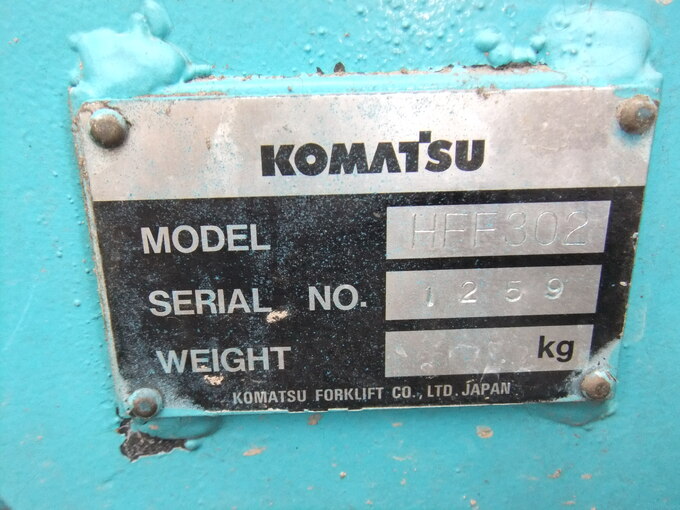 KOMATSU
MODEL HFF302
SERIAL NO. 1259
WEIGHT kg
KOMATSU FORKLIFT CO., LTD. JAPAN